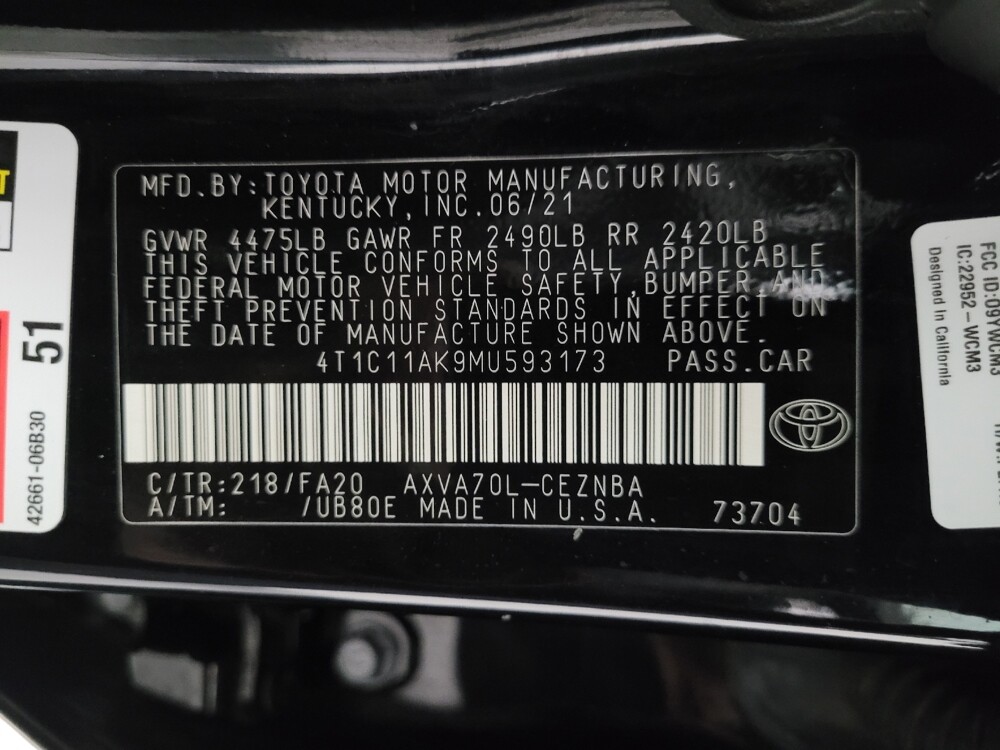 T
51
42661-06B30
MFD.BY:TOYOTA MOTOR MANUFACTURING,
KENTUCKY,INC.06/21
GVWR 4475LB GAWR FR 2490LB RR 2420LB
THIS VEHICLE CONFORMS TO ALL APPLICABLE
FEDERAL MOTOR VEHICLE SAFETY,BUMPER,AND
THEFT PREVENTION STANDARDS IN EFFECT ON
THE DATE OF MANUFACTURE SHOWN ABOVE.
4T1C11AK9MU593173 PASS.CAR
C/TR:218/FA20 AXVA70L-CEZNBA
A/TM: /UB80E MADE IN U.S.A. 73704
FCC ID:
IC:22952-WCM3
Designed in California